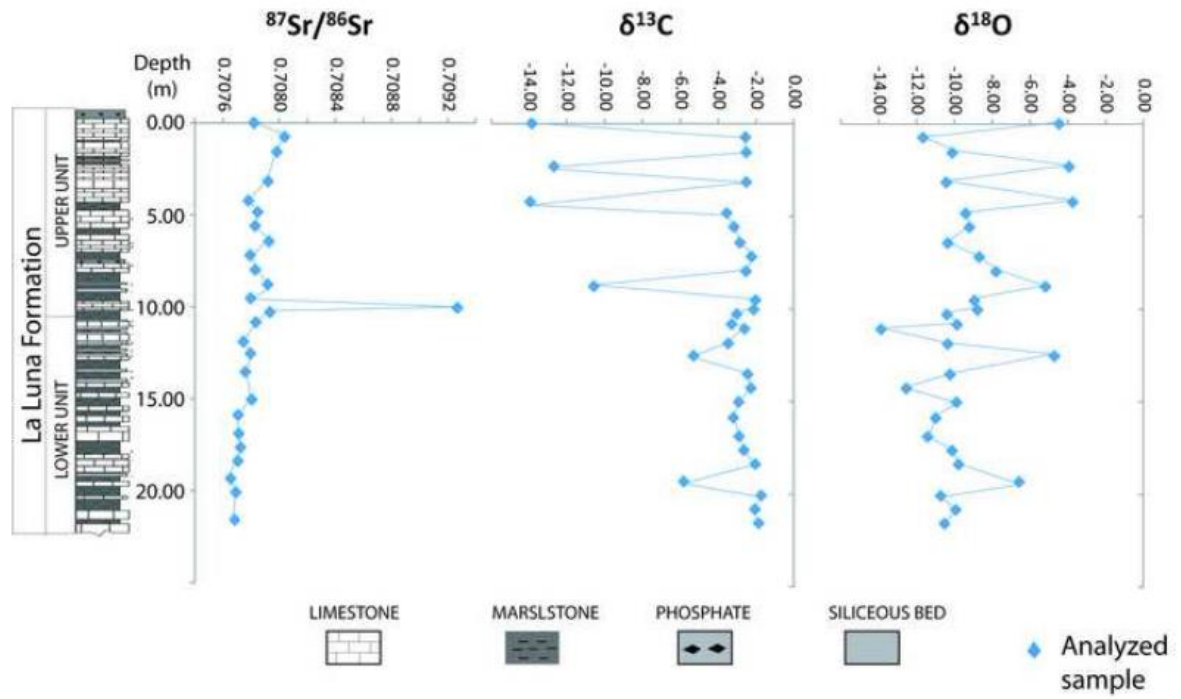 ⁸⁷Sr/⁸⁶Sr
δ¹³C
δ¹⁸O
Depth
(m)
0.7076
0.7080
0.7084
0.7088
0.7092
-14.00
-12.00
-10.00
-8.00
-6.00
-4.00
-2.00
0.00
-14.00
-12.00
-10.00
-8.00
-6.00
-4.00
-2.00
0.00
0.00
5.00
10.00
15.00
20.00
La Luna Formation
UPPER UNIT
LOWER UNIT
LIMESTONE
MARSLSTONE
PHOSPHATE
SILICEOUS BED
Analyzed
sample